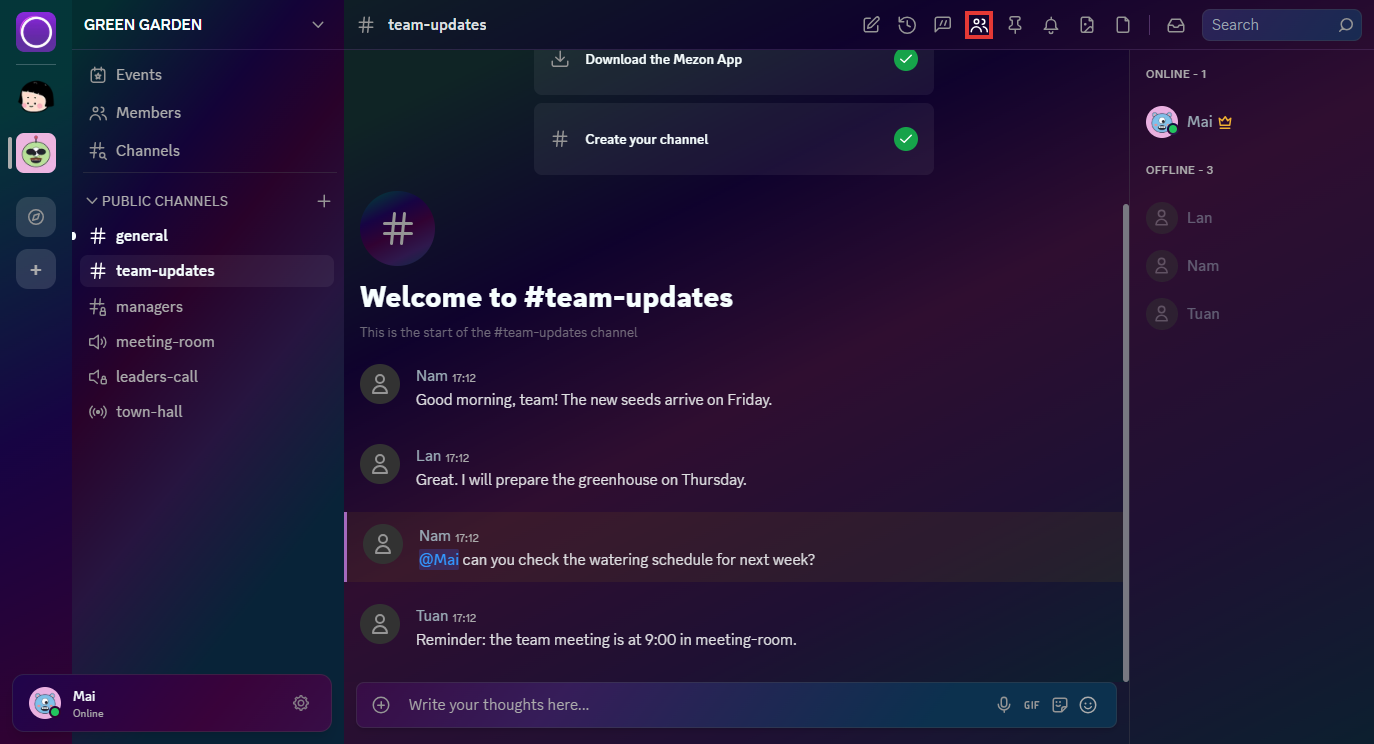 GREEN GARDEN
Events
Members
Channels
PUBLIC CHANNELS
general
team-updates
managers
meeting-room
leaders-call
town-hall
Mai
Online
team-updates
Search
Download the Mezon App
Create your channel
Welcome to #team-updates
This is the start of the #team-updates channel
Nam 17:12
Good morning, team! The new seeds arrive on Friday.
Lan 17:12
Great. I will prepare the greenhouse on Thursday.
Nam 17:12
@Mai can you check the watering schedule for next week?
Tuan 17:12
Reminder: the team meeting is at 9:00 in meeting-room.
Write your thoughts here...
GIF
ONLINE - 1
Mai
OFFLINE - 3
Lan
Nam
Tuan